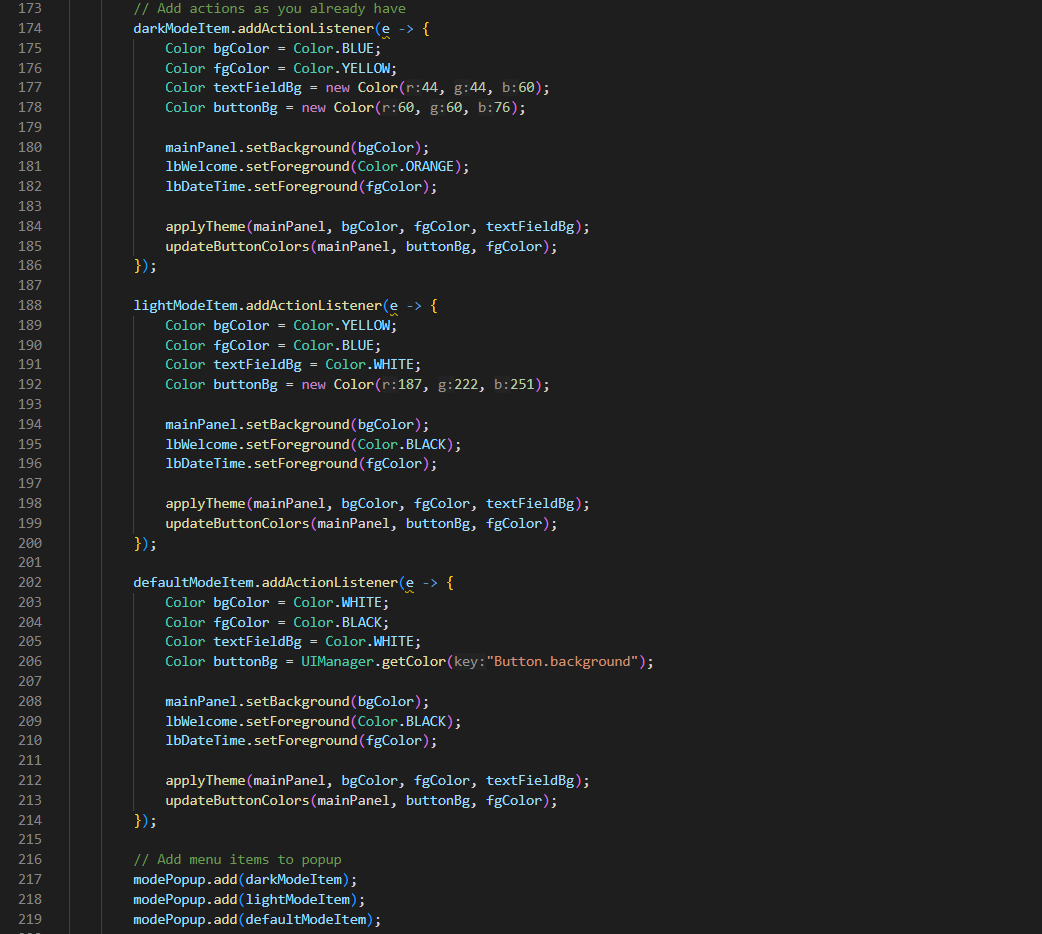 173 // Add actions as you already have
174 darkModeItem.addActionListener(e -> {
175 Color bgColor = Color.BLUE;
176 Color fgColor = Color.YELLOW;
177 Color textFieldBg = new Color(r:44, g:44, b:60);
178 Color buttonBg = new Color(r:60, g:60, b:76);
179
180 mainPanel.setBackground(bgColor);
181 lbWelcome.setForeground(Color.ORANGE);
182 lbDateTime.setForeground(fgColor);
183
184 applyTheme(mainPanel, bgColor, fgColor, textFieldBg);
185 updateButtonColors(mainPanel, buttonBg, fgColor);
186 });
187
188 lightModeItem.addActionListener(e -> {
189 Color bgColor = Color.YELLOW;
190 Color fgColor = Color.BLUE;
191 Color textFieldBg = Color.WHITE;
192 Color buttonBg = new Color(r:187, g:222, b:251);
193
194 mainPanel.setBackground(bgColor);
195 lbWelcome.setForeground(Color.BLACK);
196 lbDateTime.setForeground(fgColor);
197
198 applyTheme(mainPanel, bgColor, fgColor, textFieldBg);
199 updateButtonColors(mainPanel, buttonBg, fgColor);
200 });
201
202 defaultModeItem.addActionListener(e -> {
203 Color bgColor = Color.WHITE;
204 Color fgColor = Color.BLACK;
205 Color textFieldBg = Color.WHITE;
206 Color buttonBg = UIManager.getColor(key:"Button.background");
207
208 mainPanel.setBackground(bgColor);
209 lbWelcome.setForeground(Color.BLACK);
210 lbDateTime.setForeground(fgColor);
211
212 applyTheme(mainPanel, bgColor, fgColor, textFieldBg);
213 updateButtonColors(mainPanel, buttonBg, fgColor);
214 });
215
216 // Add menu items to popup
217 modePopup.add(darkModeItem);
218 modePopup.add(lightModeItem);
219 modePopup.add(defaultModeItem);